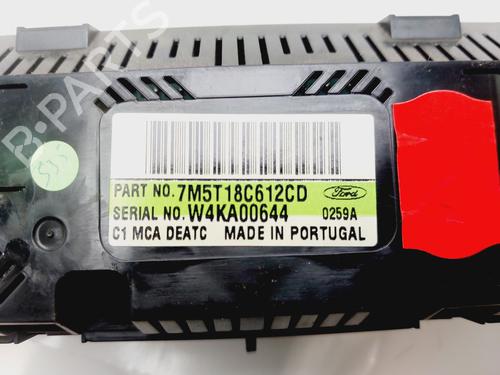 B-PARTS
PART NO. 7M5T18C612CD
Ford
SERIAL NO. W4KA00644 0259A
C1 MCA DEATC MADE IN PORTUGAL